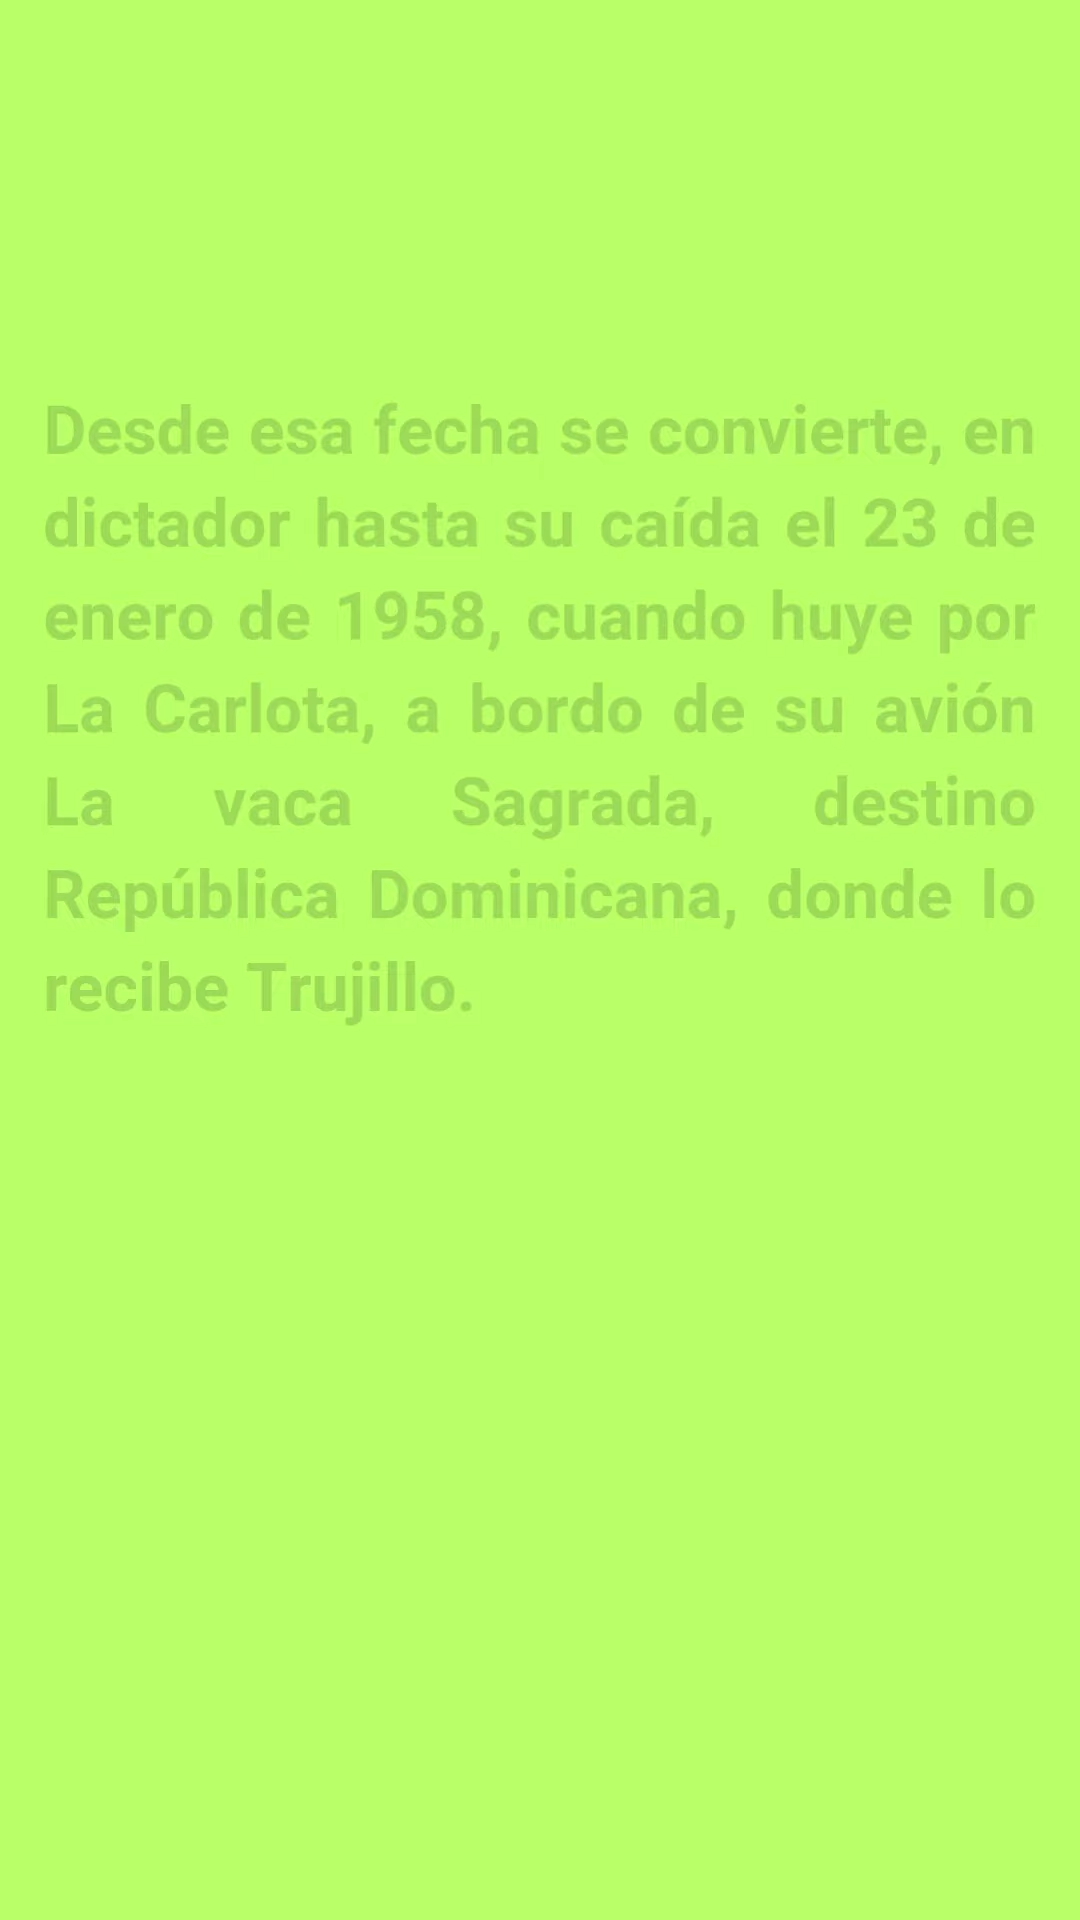 Desde esa fecha se convierte, en
dictador hasta su caída el 23 de
enero de 1958, cuando huye por
La Carlota, a bordo de su avión
La vaca Sagrada, destino
República Dominicana, donde lo
recibe Trujillo.